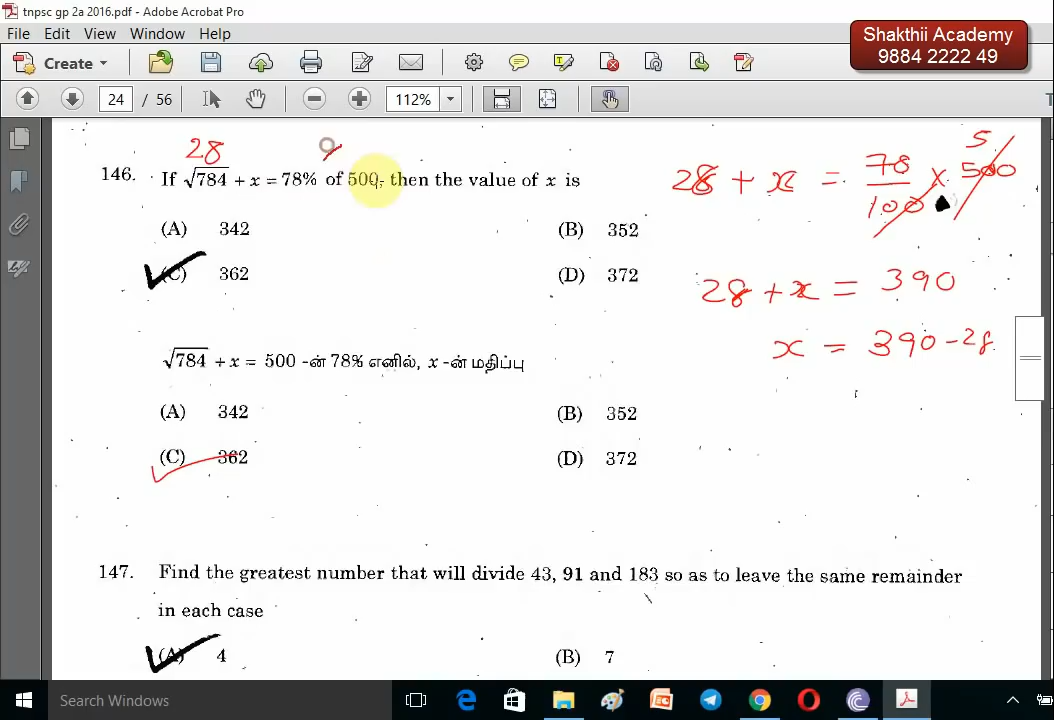 tnpsc gp 2a 2016.pdf - Adobe Acrobat Pro
File Edit View Window Help
Shakthii Academy
9884 2222 49
Create
24 / 56
112%
28
146. If √784 + x = 78% of 500, then the value of x is
(A) 342
(B) 352
(C) 362
(D) 372
28 + x = 78/100 × 500 5
28 + x = 390
x = 390 - 28
√784 + x = 500 -ன் 78% எனில், x -ன் மதிப்பு
(A) 342
(B) 352
(C) 362
(D) 372
147. Find the greatest number that will divide 43, 91 and 183 so as to leave the same remainder
in each case
(A) 4
(B) 7
Search Windows